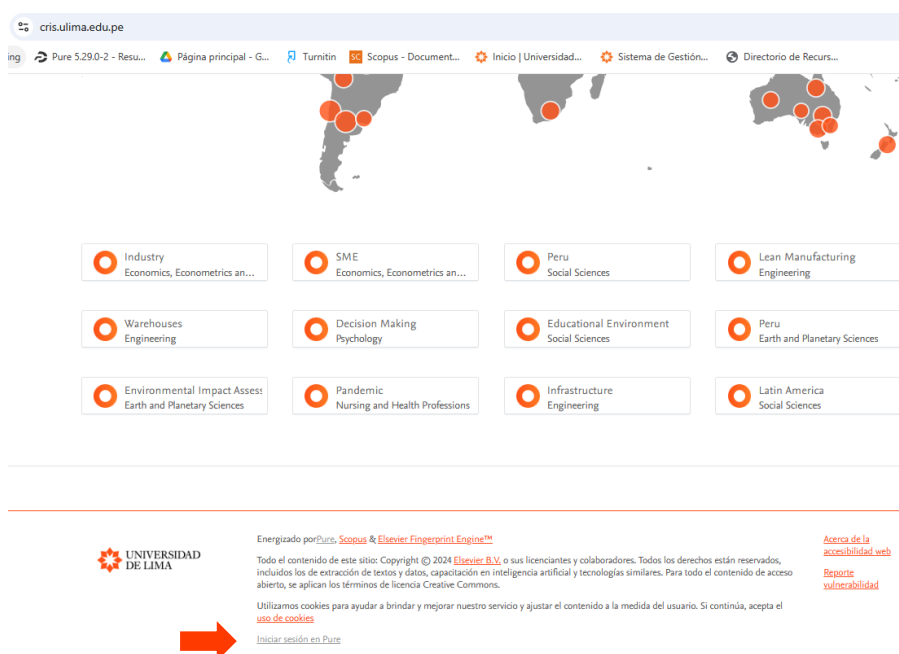 cris.ulima.edu.pe
ing Pure 5.29.0-2 - Resu... Página principal - G... Turnitin SC Scopus - Document... Inicio | Universidad... Sistema de Gestión... Directorio de Recurs...
Industry
Economics, Econometrics an...
SME
Economics, Econometrics an...
Peru
Social Sciences
Lean Manufacturing
Engineering
Warehouses
Engineering
Decision Making
Psychology
Educational Environment
Social Sciences
Peru
Earth and Planetary Sciences
Environmental Impact Assess
Earth and Planetary Sciences
Pandemic
Nursing and Health Professions
Infrastructure
Engineering
Latin America
Social Sciences
UNIVERSIDAD
DE LIMA
Energizado porPure, Scopus & Elsevier Fingerprint Engine™
Todo el contenido de este sitio: Copyright © 2024 Elsevier B.V. o sus licenciantes y colaboradores. Todos los derechos están reservados,
incluidos los de extracción de textos y datos, capacitación en inteligencia artificial y tecnologías similares. Para todo el contenido de acceso
abierto, se aplican los términos de licencia Creative Commons.
Utilizamos cookies para ayudar a brindar y mejorar nuestro servicio y ajustar el contenido a la medida del usuario. Si continúa, acepta el
uso de cookies
Iniciar sesión en Pure
Acerca de la
accesibilidad web
Reporte
vulnerabilidad